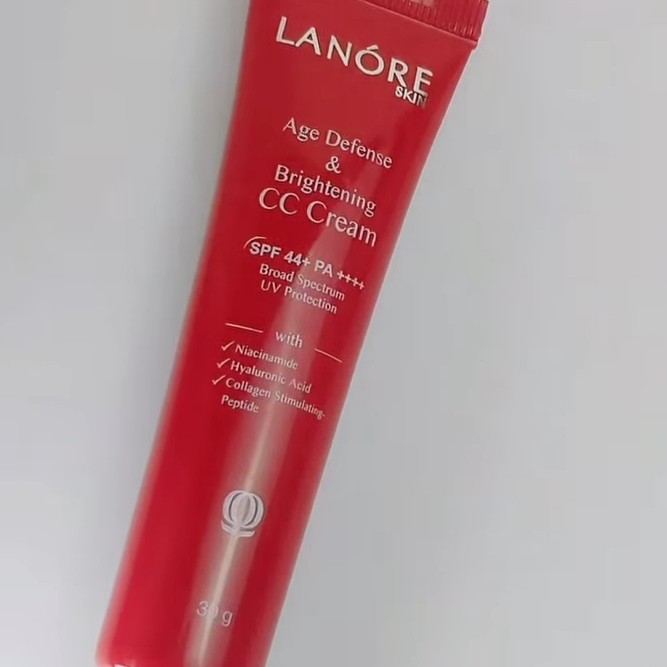 LANÓRE
SKIN
Age Defense
&
Brightening
CC Cream
SPF 44+ PA ++++
Broad Spectrum
UV Protection
with
✓ Niacinamide
✓ Hyaluronic Acid
✓ Collagen Stimulating-
Peptide
30 g